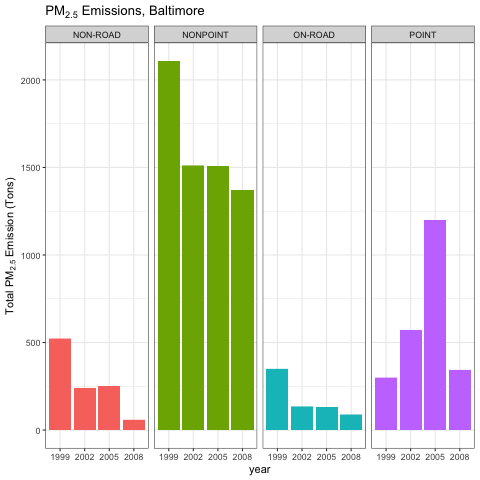 PM2.5 Emissions, Baltimore
NON-ROAD NONPOINT ON-ROAD POINT
Total PM2.5 Emission (Tons)
2000
1500
1000
500
0
1999 2002 2005 2008 1999 2002 2005 2008 1999 2002 2005 2008 1999 2002 2005 2008
year